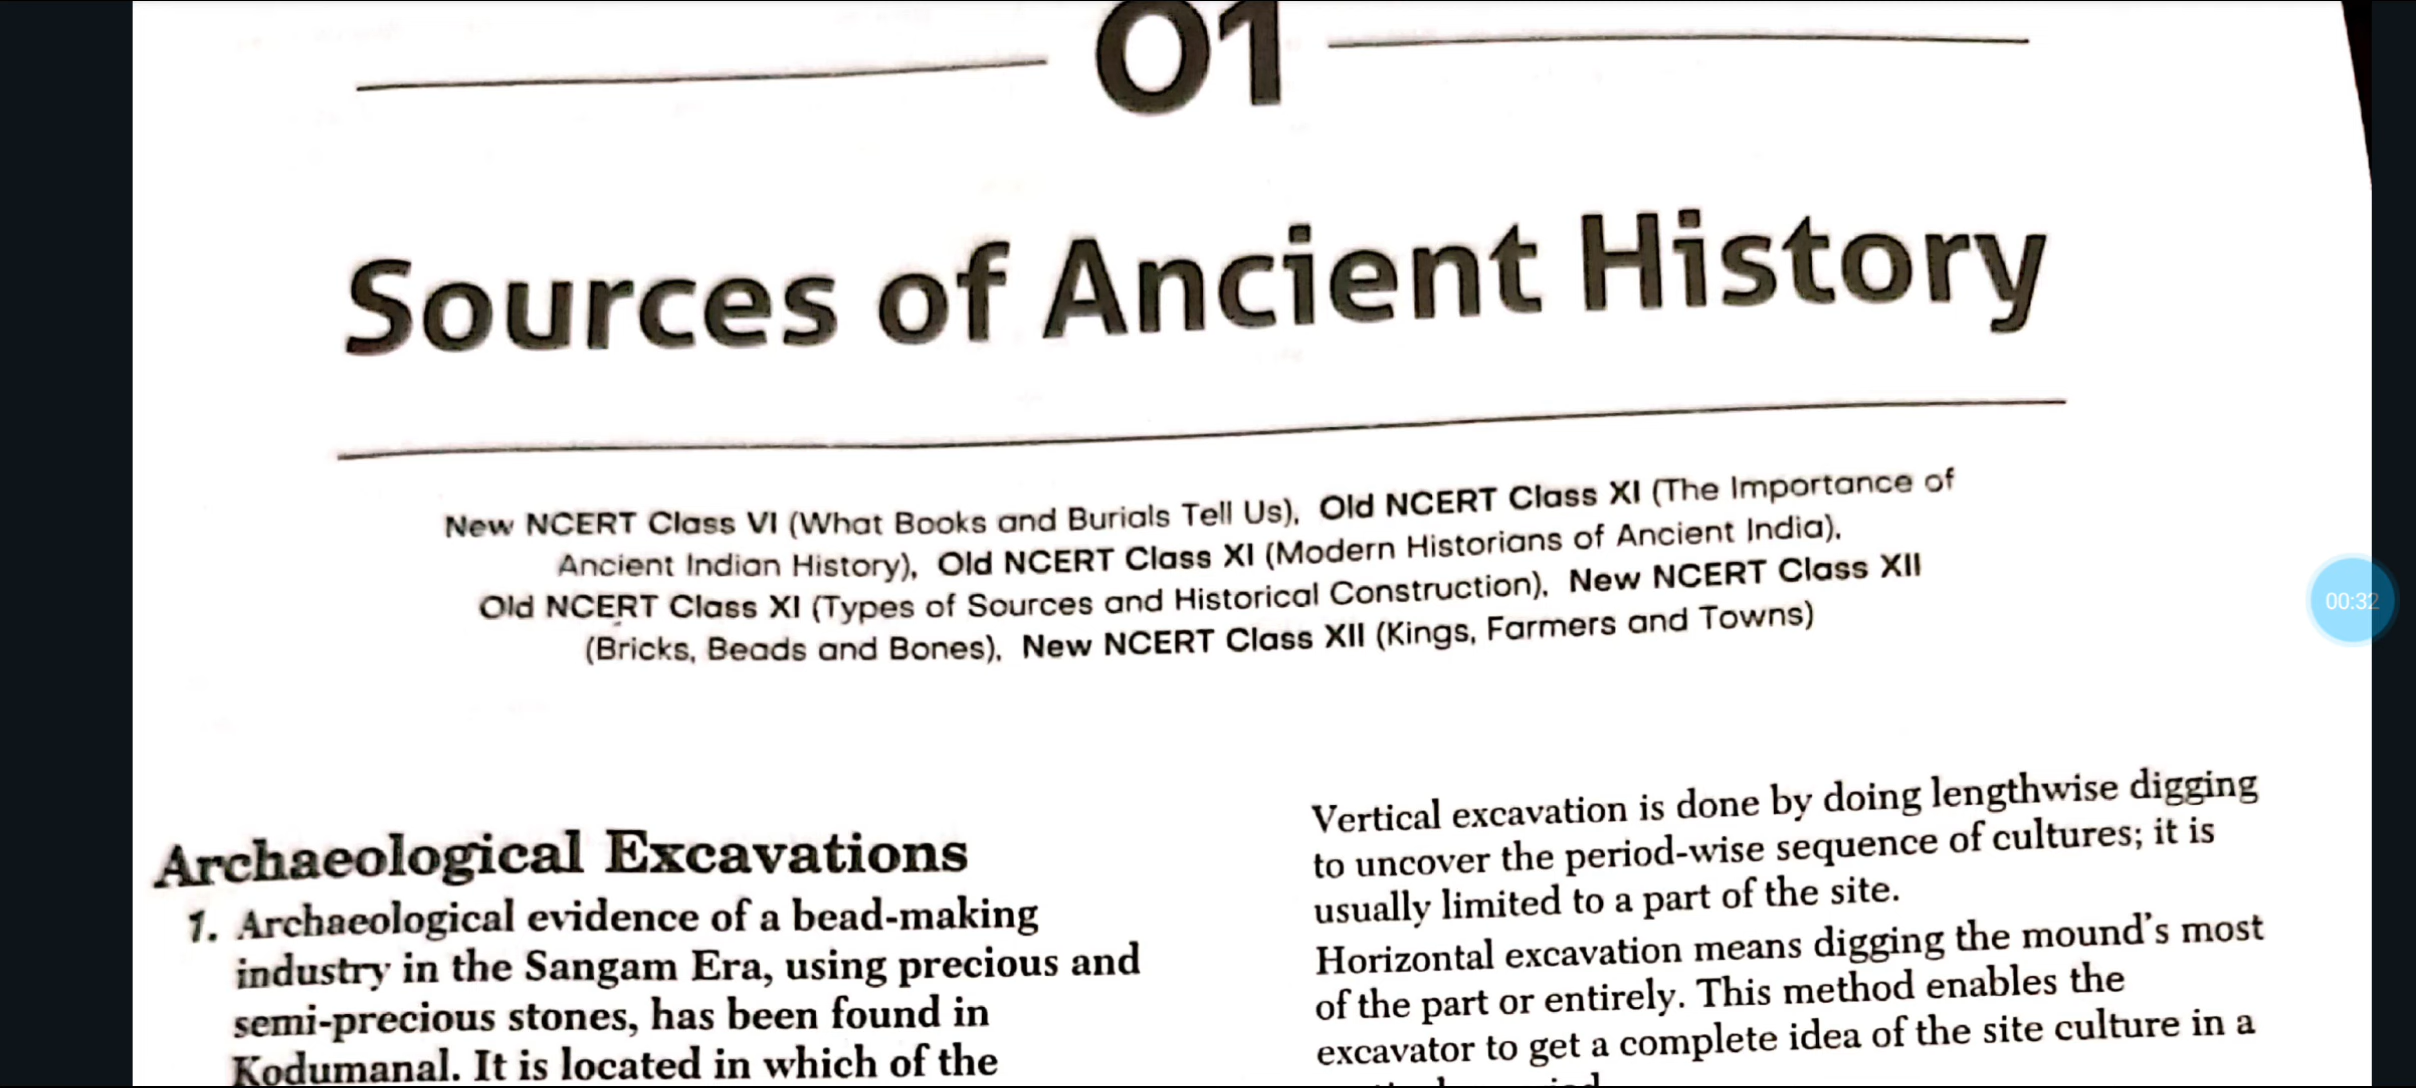 01
Sources of Ancient History
New NCERT Class VI (What Books and Burials Tell Us), Old NCERT Class XI (The Importance of
Ancient Indian History), Old NCERT Class XI (Modern Historians of Ancient India),
Old NCERT Class XI (Types of Sources and Historical Construction), New NCERT Class XII
(Bricks, Beads and Bones), New NCERT Class XII (Kings, Farmers and Towns)
Archaeological Excavations
1. Archaeological evidence of a bead-making
industry in the Sangam Era, using precious and
semi-precious stones, has been found in
Kodumanal. It is located in which of the
Vertical excavation is done by doing lengthwise digging
to uncover the period-wise sequence of cultures; it is
usually limited to a part of the site.
Horizontal excavation means digging the mound's most
of the part or entirely. This method enables the
excavator to get a complete idea of the site culture in a
00:32